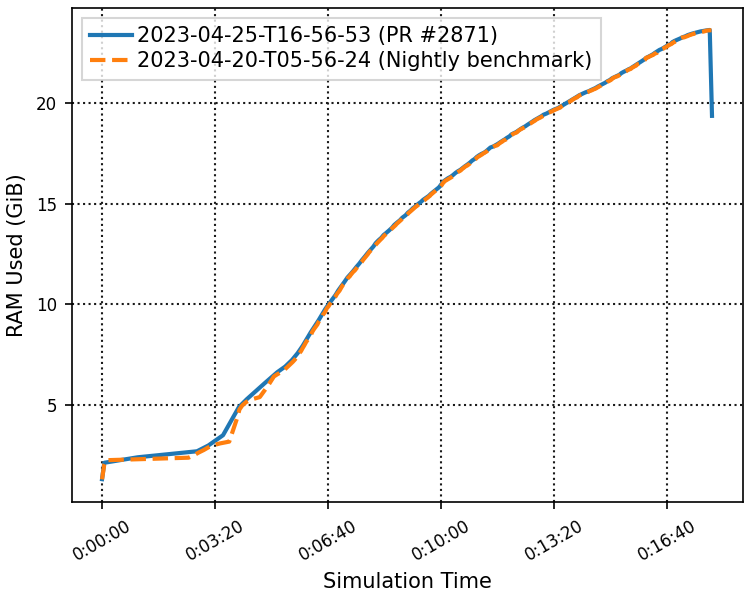 2023-04-25-T16-56-53 (PR #2871)
2023-04-20-T05-56-24 (Nightly benchmark)
RAM Used (GiB)
20
15
10
5
0:00:00
0:03:20
0:06:40
0:10:00
0:13:20
0:16:40
Simulation Time